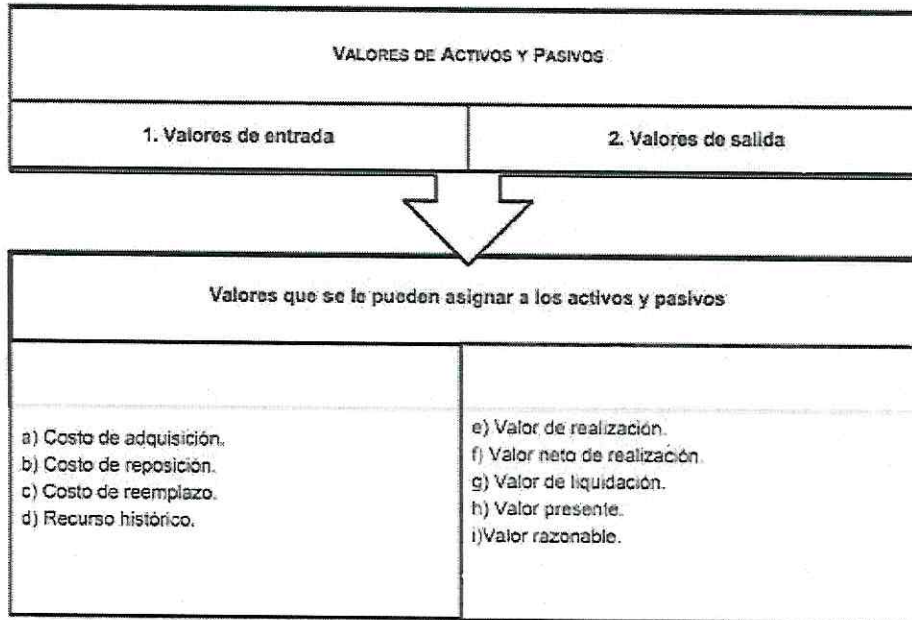 VALORES DE ACTIVOS Y PASIVOS
1. Valores de entrada
2. Valores de salida
Valores que se le pueden asignar a los activos y pasivos
a) Costo de adquisición.
b) Costo de reposición.
c) Costo de reemplazo.
d) Recurso histórico.
e) Valor de realización.
f) Valor neto de realización.
g) Valor de liquidación.
h) Valor presente.
i)Valor razonable.